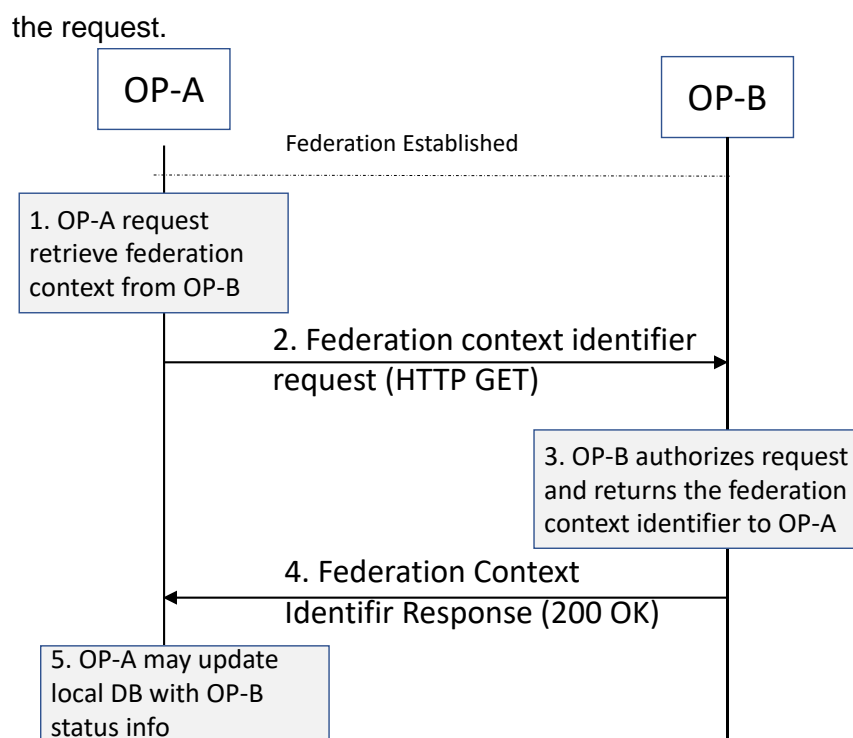 the request.
OP-A
OP-B
Federation Established
1. OP-A request
retrieve federation
context from OP-B
2. Federation context identifier
request (HTTP GET)
3. OP-B authorizes request
and returns the federation
context identifier to OP-A
4. Federation Context
Identifir Response (200 OK)
5. OP-A may update
local DB with OP-B
status info